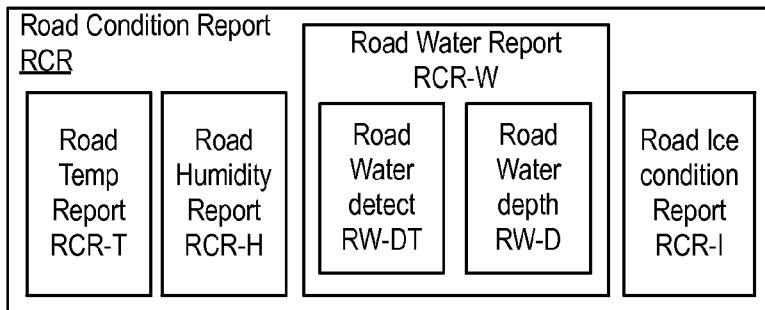 Road Condition Report
RCR
Road
Temp
Report
RCR-T
Road
Humidity
Report
RCR-H
Road Water Report
RCR-W
Road
Water
detect
RW-DT
Road
Water
depth
RW-D
Road Ice
condition
Report
RCR-I